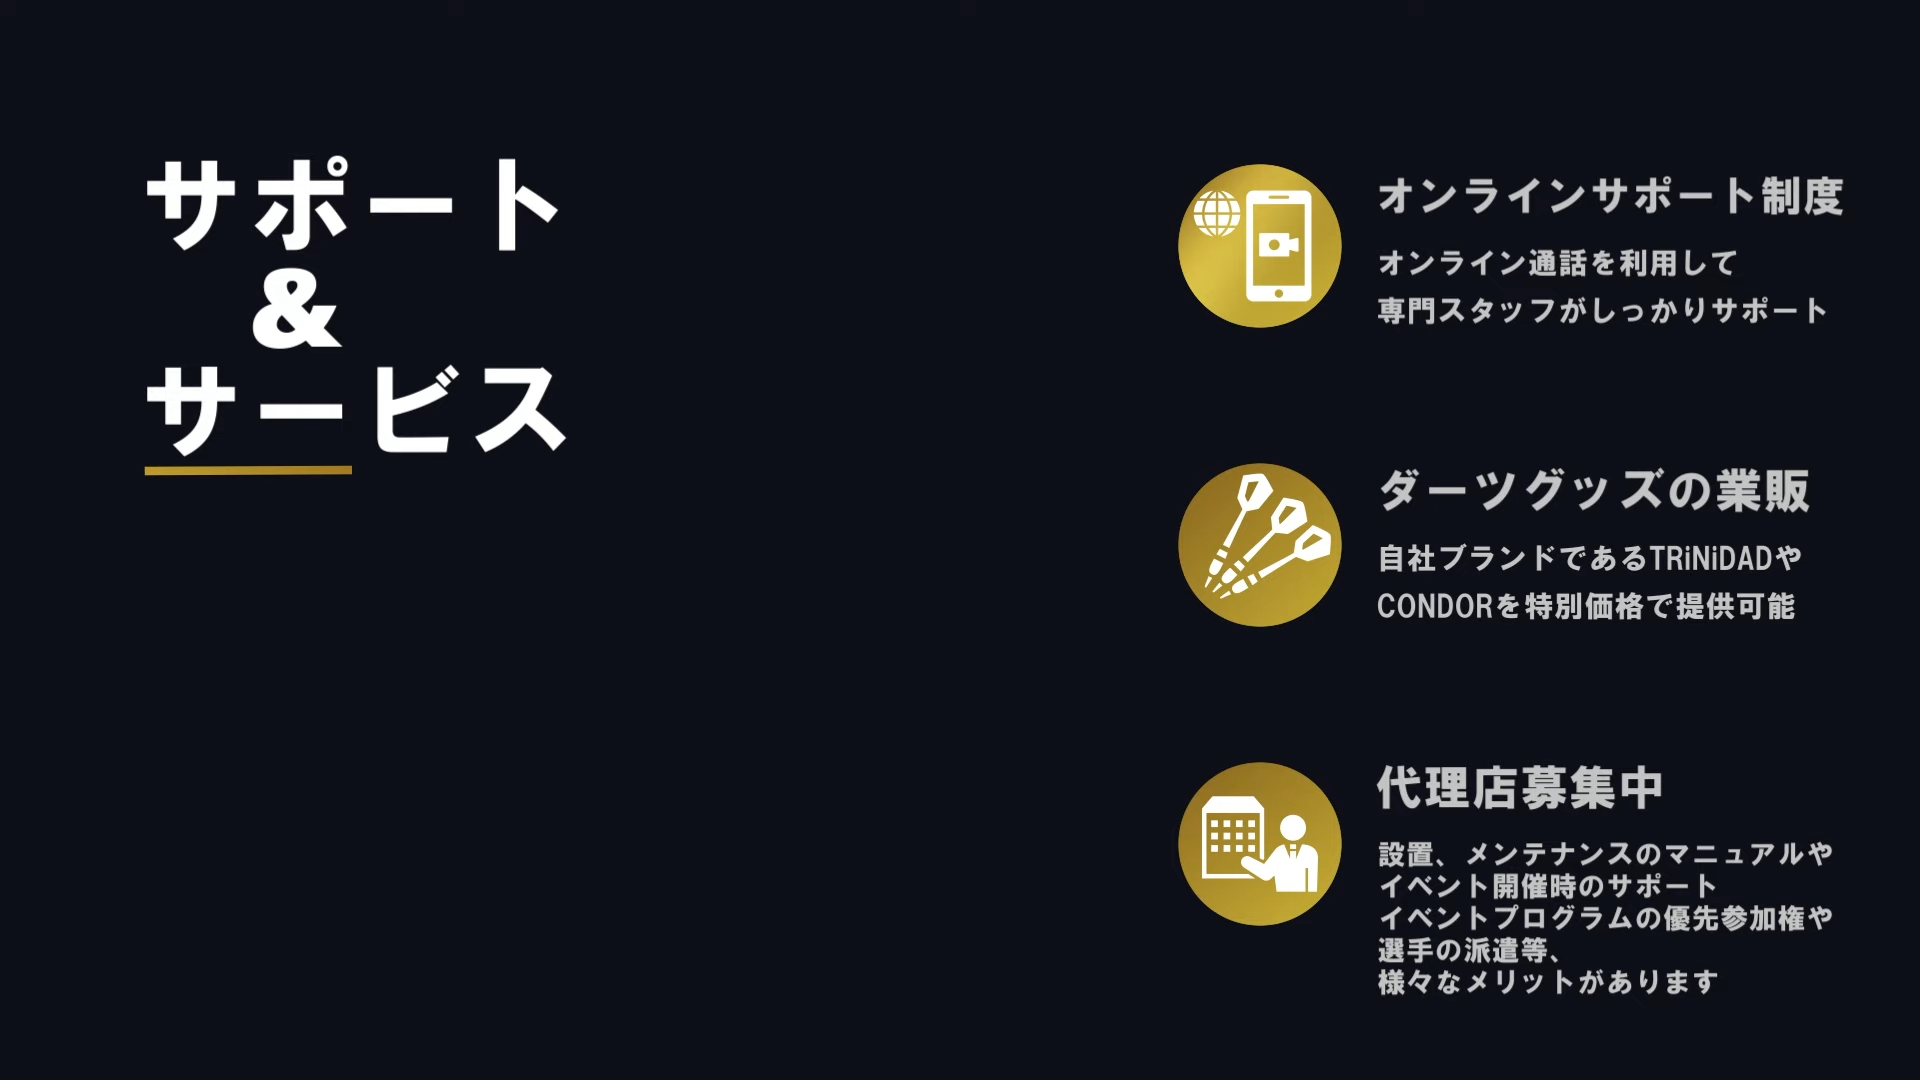 サポート
&
サービス
オンラインサポート制度
オンライン通話を利用して
専門スタッフがしっかりサポート
ダーツグッズの業販
自社ブランドであるTRiNiDADや
CONDORを特別価格で提供可能
代理店募集中
設置、メンテナンスのマニュアルや
イベント開催時のサポート
イベントプログラムの優先参加権や
選手の派遣等、
様々なメリットがあります